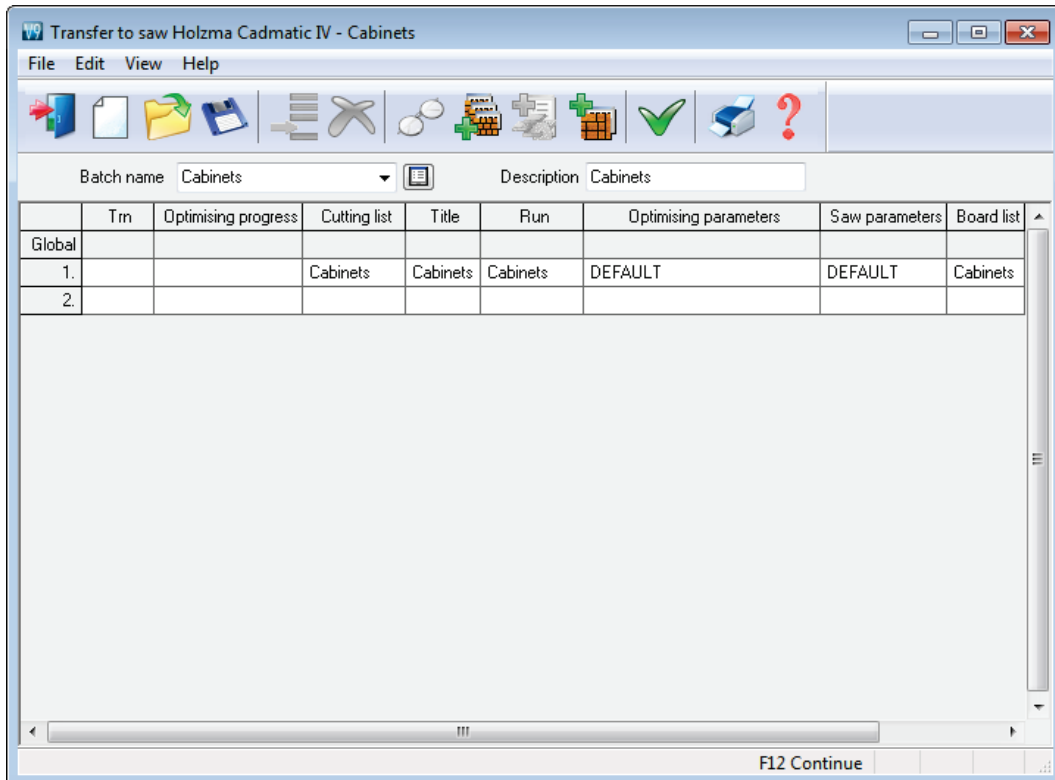 V9 Transfer to saw Holzma Cadmatic IV - Cabinets
File Edit View Help
Batch name Cabinets Description Cabinets
Trn Optimising progress Cutting list Title Run Optimising parameters Saw parameters Board list
Global
1. Cabinets Cabinets Cabinets DEFAULT DEFAULT Cabinets
2.
F12 Continue